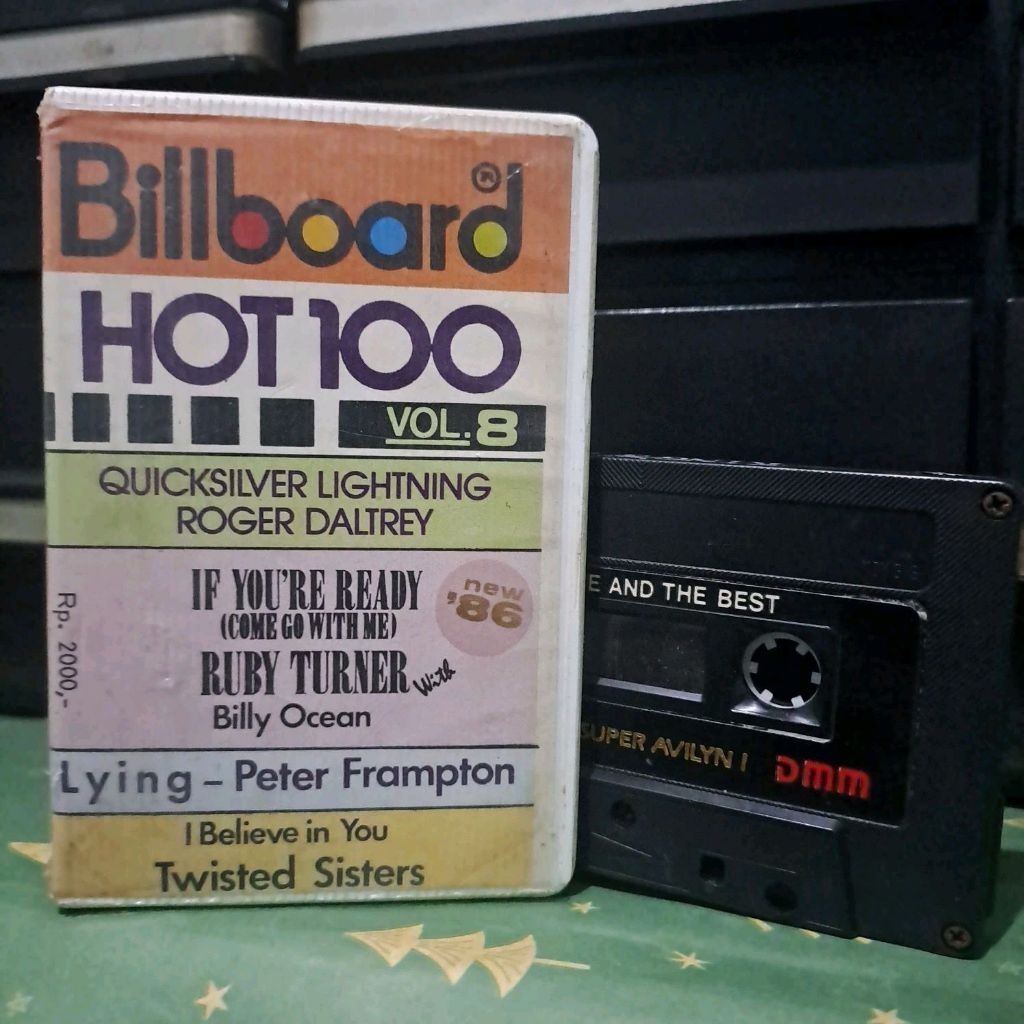 Billboard®
HOT 100
VOL. 8
QUICKSILVER LIGHTNING
ROGER DALTREY
IF YOU'RE READY
(COME GO WITH ME)
RUBY TURNER With
Billy Ocean
new
'86
Rp. 2000,-
Lying – Peter Frampton
I Believe in You
Twisted Sisters
E AND THE BEST
SUPER AVILYN I
DMM